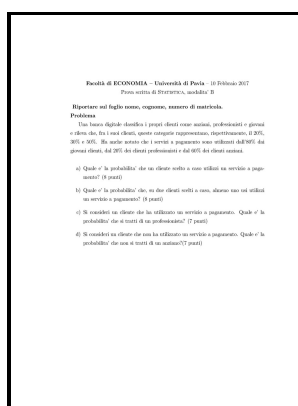 Facoltà di ECONOMIA – Università di Pavia - 10 Febbraio 2017
Prova scritta di STATISTICA, modalita' B
Riportare sul foglio nome, cognome, numero di matricola.
Problema
Una banca digitale classifica i propri clienti come anziani, professionisti e giovani
e rileva che, fra i suoi clienti, queste categorie rappresentano, rispettivamente, il 20%,
30% e 50%. Ha anche notato che i servizi a pagamento sono utilizzati dall'80% dai
giovani clienti, dal 20% dei clienti professionisti e dal 60% dei clienti anziani.
a) Quale e' la probabilita' che un cliente scelto a caso utilizzi un servizio a paga-
mento? (8 punti)
b) Quale e' la probabilita' che, su due clienti scelti a caso, almeno uno usi utilizzi
un servizio a pagamento? (8 punti)
c) Si consideri un cliente che ha utilizzato un servizio a pagamento. Quale e' la
probabilita' che si tratti di un professionista? (7 punti)
d) Si consideri un cliente che non ha utilizzato un servizio a pagamento. Quale e' la
probabilita' che non si tratti di un anziano?(7 punti)